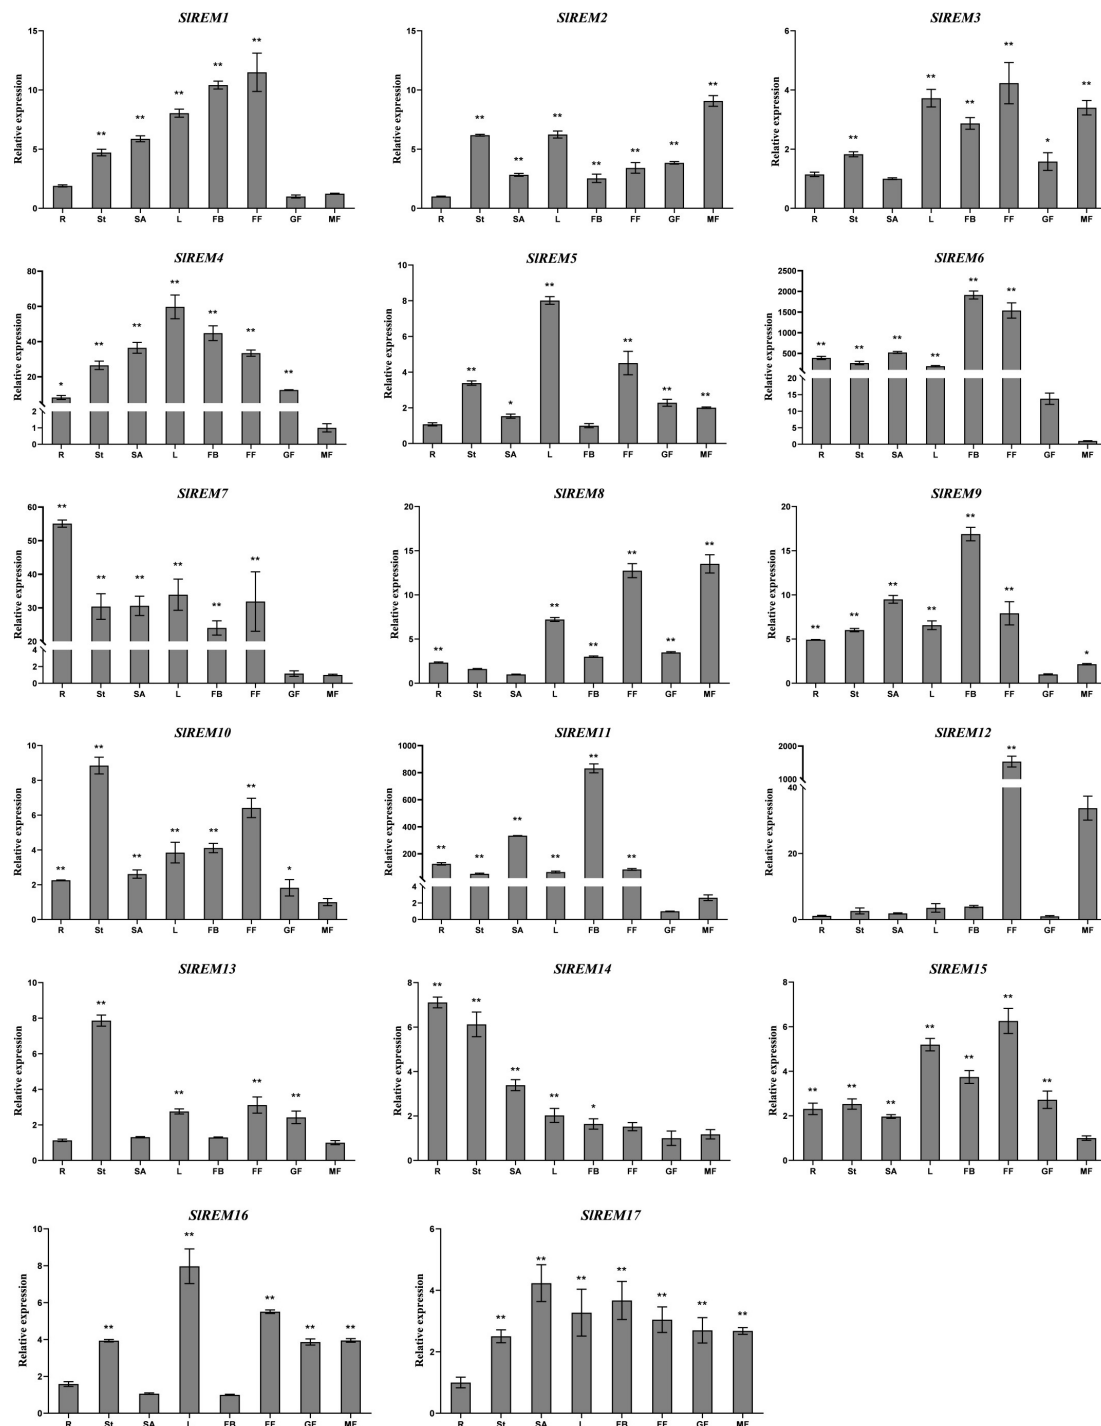 SlREM1
Relative expression
15
10
5
0
** ** ** ** ** **
R St SA L FB FF GF MF
SlREM2
Relative expression
15
10
5
0
** ** ** ** ** ** **
R St SA L FB FF GF MF
SlREM3
Relative expression
6
4
2
0
** ** ** ** * **
R St SA L FB FF GF MF
SlREM4
Relative expression
80
60
40
20
2
1
0
* ** ** ** ** ** **
R St SA L FB FF GF MF
SlREM5
Relative expression
10
8
6
4
2
0
** * ** ** ** **
R St SA L FB FF GF MF
SlREM6
Relative expression
2500
2000
1500
1000
500
20
15
10
5
0
** ** ** ** ** **
R St SA L FB FF GF MF
SlREM7
Relative expression
60
50
40
30
20
4
2
0
** ** ** ** ** **
R St SA L FB FF GF MF
SlREM8
Relative expression
20
15
10
5
0
** ** ** ** ** **
R St SA L FB FF GF MF
SlREM9
Relative expression
20
15
10
5
0
** ** ** ** ** ** *
R St SA L FB FF GF MF
SlREM10
Relative expression
10
8
6
4
2
0
** ** ** ** ** ** *
R St SA L FB FF GF MF
SlREM11
Relative expression
1000
800
600
400
200
4
2
0
** ** ** ** ** **
R St SA L FB FF GF MF
SlREM12
Relative expression
2000
1000
40
20
0
**
R St SA L FB FF GF MF
SlREM13
Relative expression
10
8
6
4
2
0
** ** ** **
R St SA L FB FF GF MF
SlREM14
Relative expression
8
6
4
2
0
** ** ** ** *
R St SA L FB FF GF MF
SlREM15
Relative expression
8
6
4
2
0
** ** ** ** ** ** **
R St SA L FB FF GF MF
SlREM16
Relative expression
10
8
6
4
2
0
** ** ** ** **
R St SA L FB FF GF MF
SlREM17
Relative expression
6
4
2
0
** ** ** ** ** ** **
R St SA L FB FF GF MF